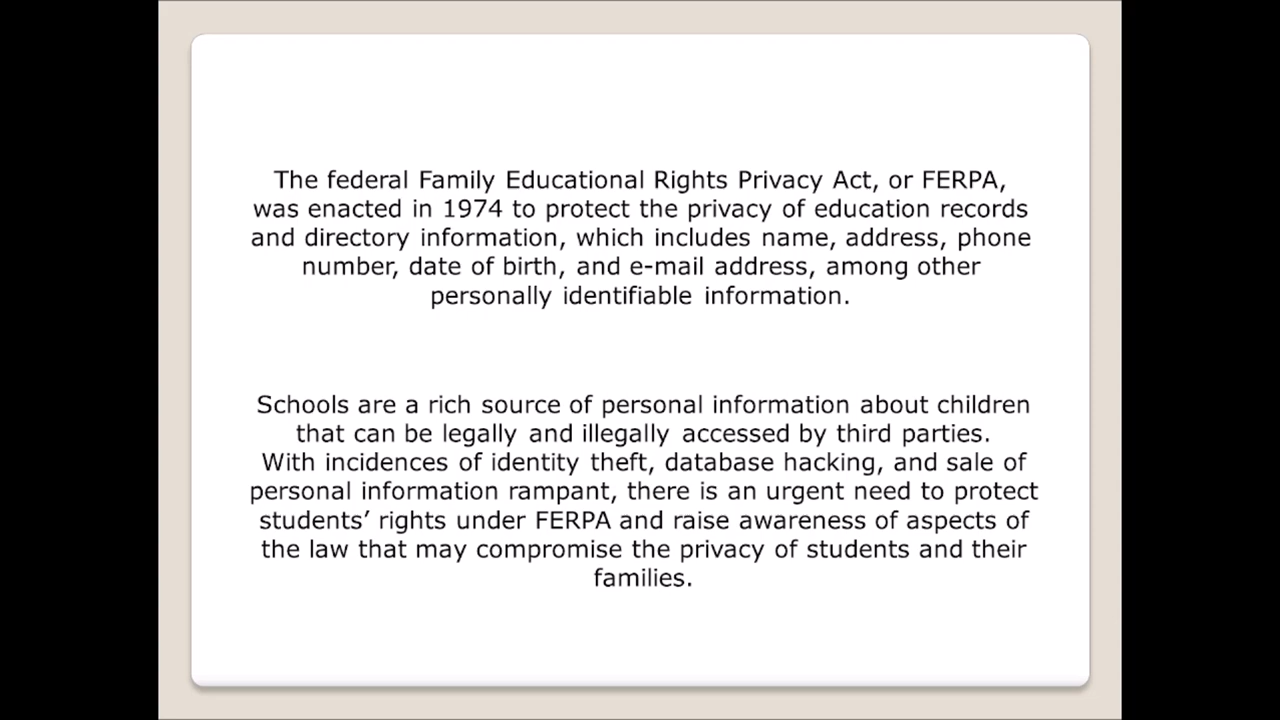 The federal Family Educational Rights Privacy Act, or FERPA,
was enacted in 1974 to protect the privacy of education records
and directory information, which includes name, address, phone
number, date of birth, and e-mail address, among other
personally identifiable information.
Schools are a rich source of personal information about children
that can be legally and illegally accessed by third parties.
With incidences of identity theft, database hacking, and sale of
personal information rampant, there is an urgent need to protect
students’ rights under FERPA and raise awareness of aspects of
the law that may compromise the privacy of students and their
families.